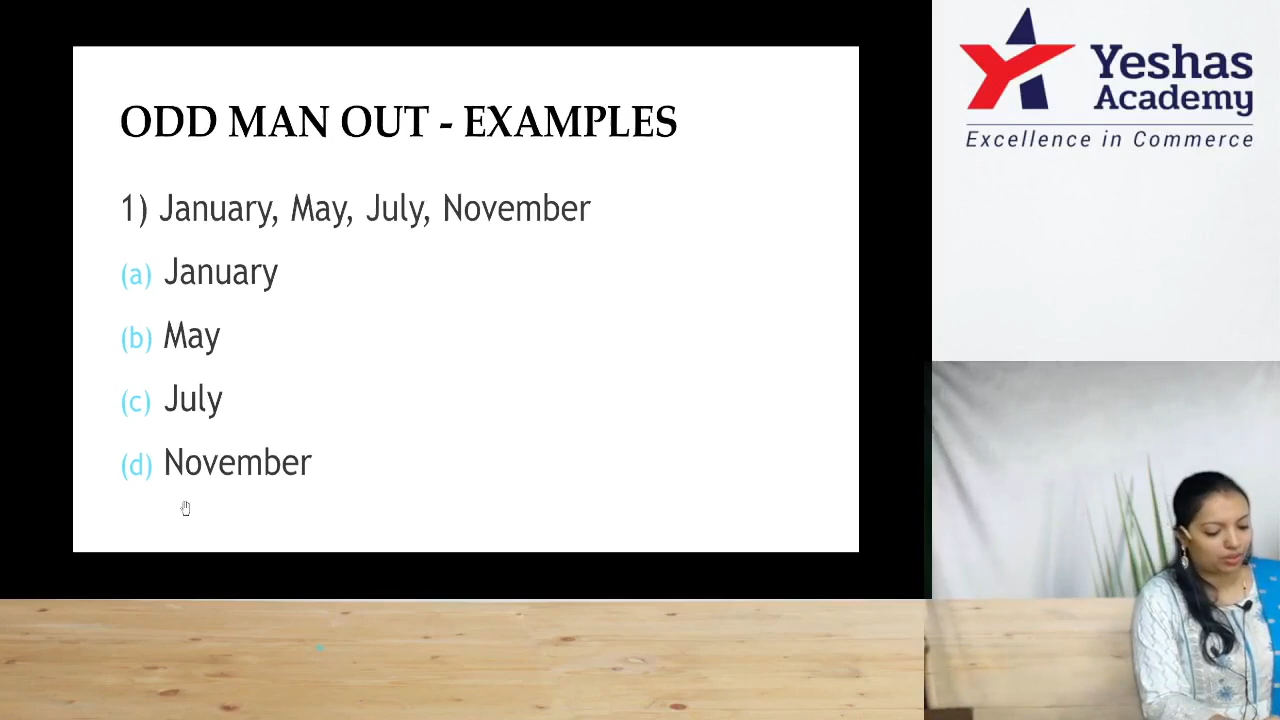 ODD MAN OUT - EXAMPLES
1) January, May, July, November
(a) January
(b) May
(c) July
(d) November
Yeshas
Academy
Excellence in Commerce